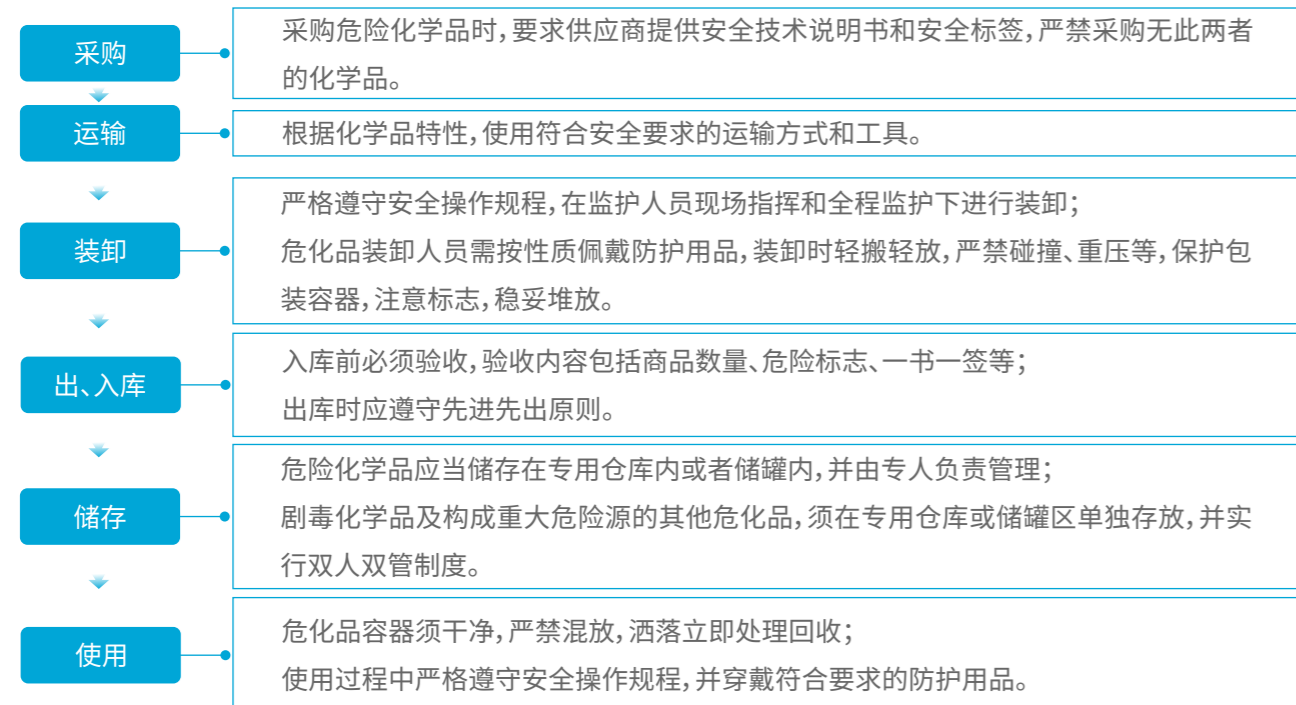 采购
采购危险化学品时，要求供应商提供安全技术说明书和安全标签，严禁采购无此两者
的化学品。
运输
根据化学品特性，使用符合安全要求的运输方式和工具。
装卸
严格遵守安全操作规程，在监护人员现场指挥和全程监护下进行装卸；
危化品装卸人员需按性质佩戴防护用品，装卸时轻搬轻放，严禁碰撞、重压等，保护包
装容器，注意标志，稳妥堆放。
出、入库
入库前必须验收，验收内容包括商品数量、危险标志、一书一签等；
出库时应遵守先进先出原则。
储存
危险化学品应当储存在专用仓库内或者储罐内，并由专人负责管理；
剧毒化学品及构成重大危险源的其他危化品，须在专用仓库或储罐区单独存放，并实
行双人双管制度。
使用
危化品容器须干净，严禁混放，洒落立即处理回收；
使用过程中严格遵守安全操作规程，并穿戴符合要求的防护用品。